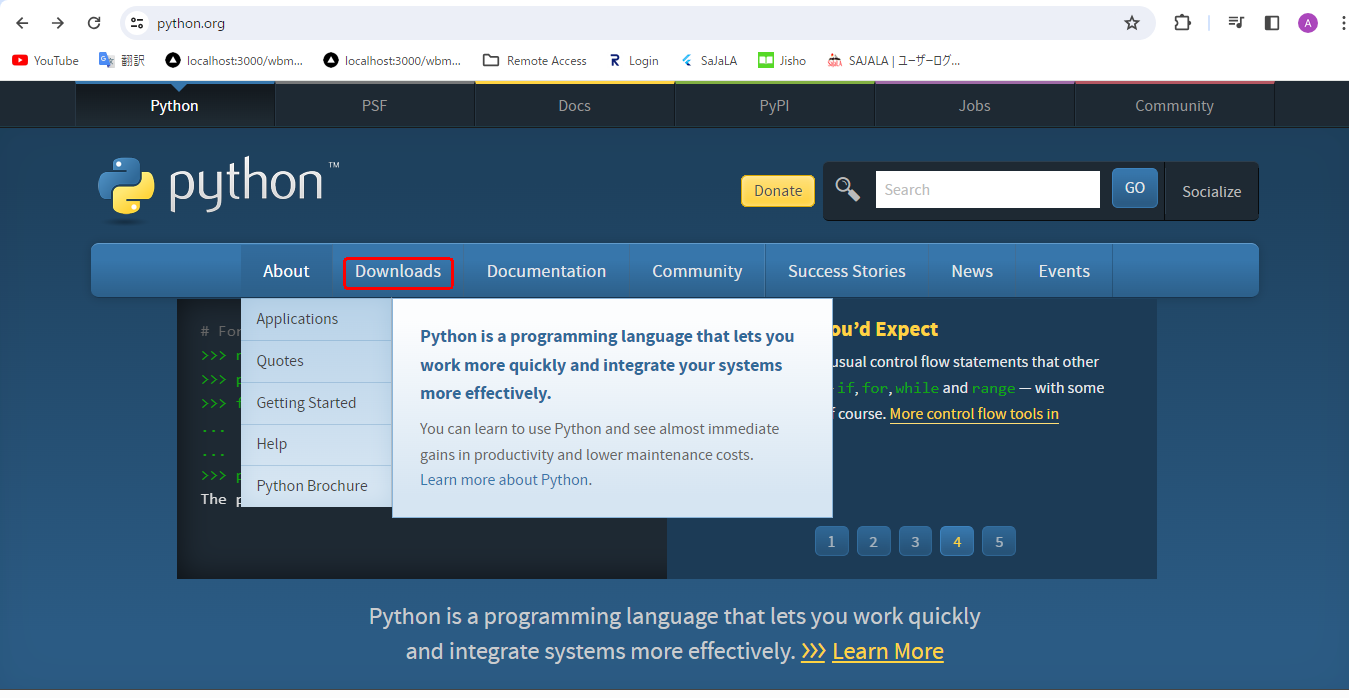 python.org
A
YouTube 翻訳 localhost:3000/wbm... localhost:3000/wbm... Remote Access Login SaJaLA Jisho SAJALA | ユーザーログ...
Python PSF Docs PyPI Jobs Community
python™
Donate Search GO Socialize
About Downloads Documentation Community Success Stories News Events
Applications
Quotes
Getting Started
Help
Python Brochure
Python is a programming language that lets you
work more quickly and integrate your systems
more effectively.
You can learn to use Python and see almost immediate
gains in productivity and lower maintenance costs.
Learn more about Python.
# For
>>>
>>>
>>>
...
...
>>>
The
ou’d Expect
usual control flow statements that other
if, for, while and range — with some
f course. More control flow tools in
1 2 3 4 5
Python is a programming language that lets you work quickly
and integrate systems more effectively. >>> Learn More